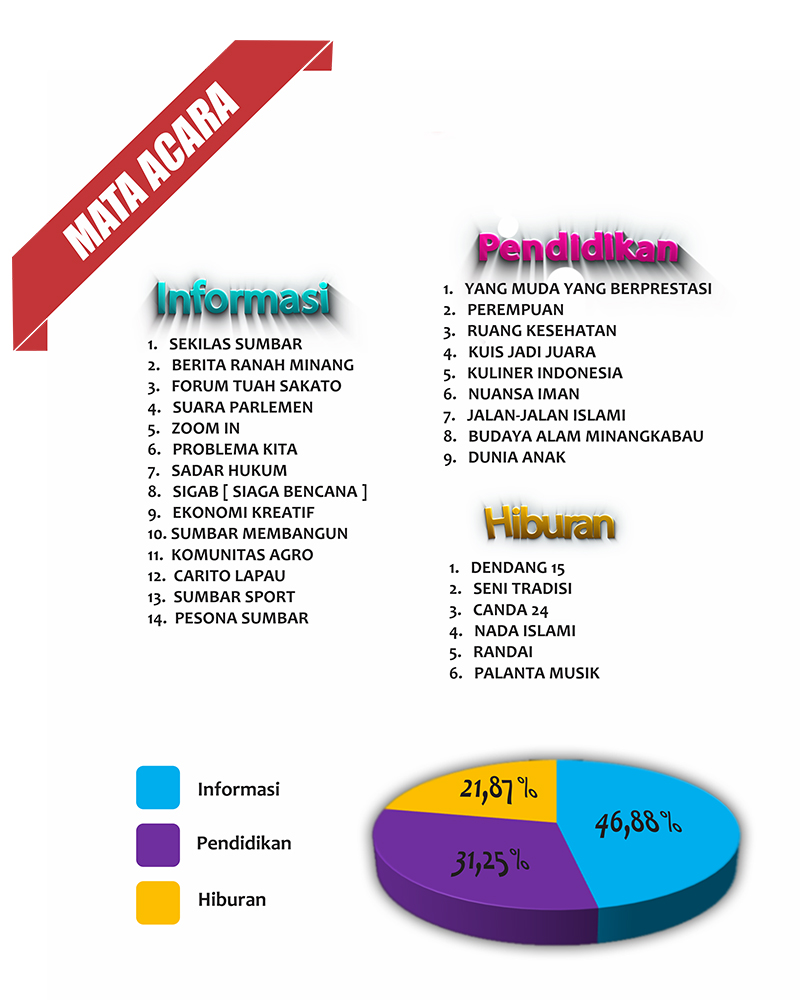 MATA ACARA
Informasi
1. SEKILAS SUMBAR
2. BERITA RANAH MINANG
3. FORUM TUAH SAKATO
4. SUARA PARLEMEN
5. ZOOM IN
6. PROBLEMA KITA
7. SADAR HUKUM
8. SIGAB [ SIAGA BENCANA ]
9. EKONOMI KREATIF
10. SUMBAR MEMBANGUN
11. KOMUNITAS AGRO
12. CARITO LAPAU
13. SUMBAR SPORT
14. PESONA SUMBAR
Pendidikan
1. YANG MUDA YANG BERPRESTASI
2. PEREMPUAN
3. RUANG KESEHATAN
4. KUIS JADI JUARA
5. KULINER INDONESIA
6. NUANSA IMAN
7. JALAN-JALAN ISLAMI
8. BUDAYA ALAM MINANGKABAU
9. DUNIA ANAK
Hiburan
1. DENDANG 15
2. SENI TRADISI
3. CANDA 24
4. NADA ISLAMI
5. RANDAI
6. PALANTA MUSIK
Informasi
Pendidikan
Hiburan
21,87%
46,88%
31,25%